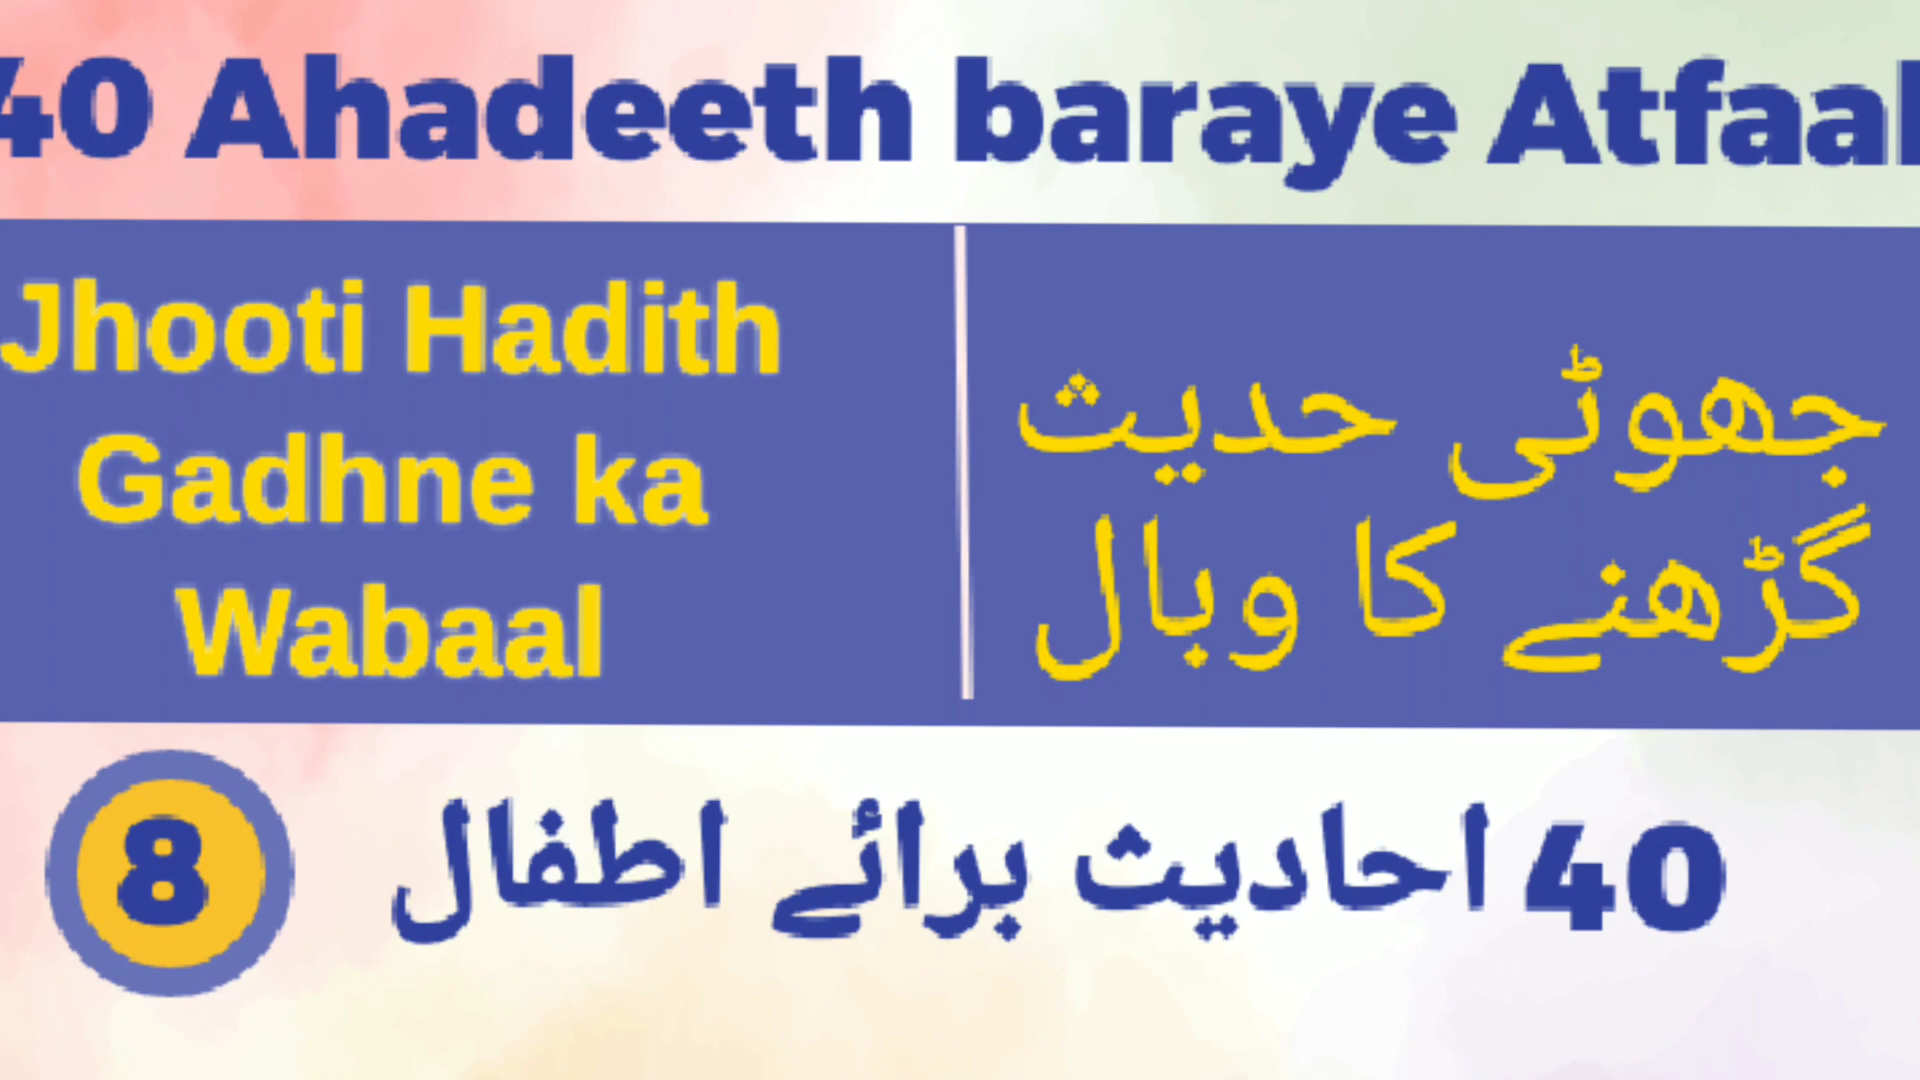 40 Ahadeeth baraye Atfaal
Jhooti Hadith
Gadhne ka
Wabaal
جھوٹی حدیث
گڑھنے کا وبال
40 احادیث برائے اطفال
8